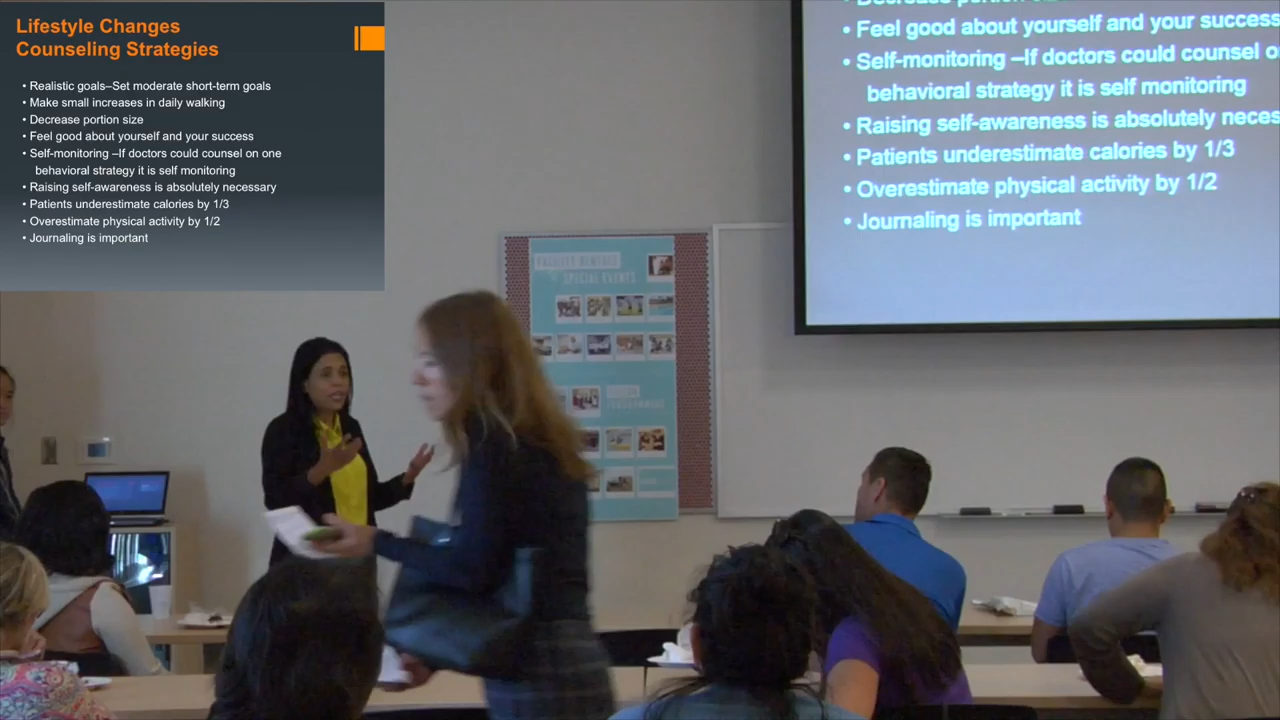 Lifestyle Changes
Counseling Strategies
• Realistic goals–Set moderate short-term goals
• Make small increases in daily walking
• Decrease portion size
• Feel good about yourself and your success
• Self-monitoring –If doctors could counsel on one
behavioral strategy it is self monitoring
• Raising self-awareness is absolutely necessary
• Patients underestimate calories by 1/3
• Overestimate physical activity by 1/2
• Journaling is important
• Decrease portion
• Feel good about yourself and your success
• Self-monitoring –If doctors could counsel o
behavioral strategy it is self monitoring
• Raising self-awareness is absolutely neces
• Patients underestimate calories by 1/3
• Overestimate physical activity by 1/2
• Journaling is important
SPECIAL EVENTS